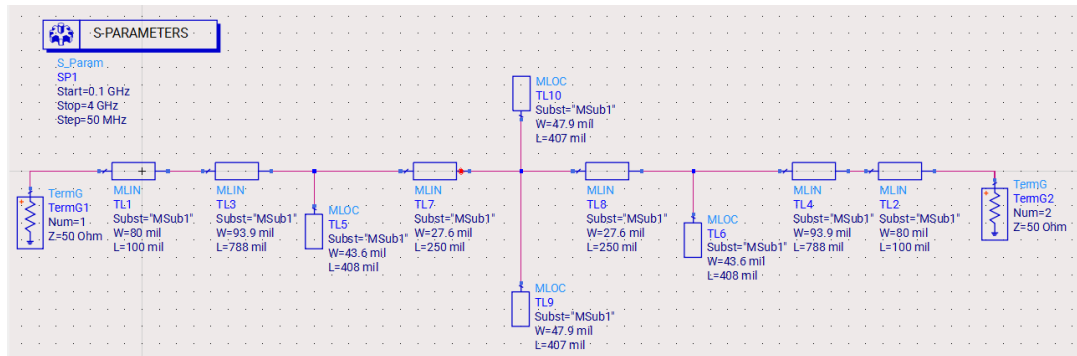 S-PARAMETERS
S_Param
SP1
Start=0.1 GHz
Stop=4 GHz
Step=50 MHz
MLOC
TL10
Subst="MSub1"
W=47.9 mil
L=407 mil
TermG
TermG1
Num=1
Z=50 Ohm
MLIN
TL1
Subst="MSub1"
W=80 mil
L=100 mil
MLIN
TL3
Subst="MSub1"
W=93.9 mil
L=788 mil
MLOC
TL5
Subst="MSub1"
W=43.6 mil
L=408 mil
MLIN
TL7
Subst="MSub1"
W=27.6 mil
L=250 mil
MLIN
TL8
Subst="MSub1"
W=27.6 mil
L=250 mil
MLOC
TL6
Subst="MSub1"
W=43.6 mil
L=408 mil
MLIN
TL4
Subst="MSub1"
W=93.9 mil
L=788 mil
MLIN
TL2
Subst="MSub1"
W=80 mil
L=100 mil
TermG
TermG2
Num=2
Z=50 Ohm
MLOC
TL9
Subst="MSub1"
W=47.9 mil
L=407 mil